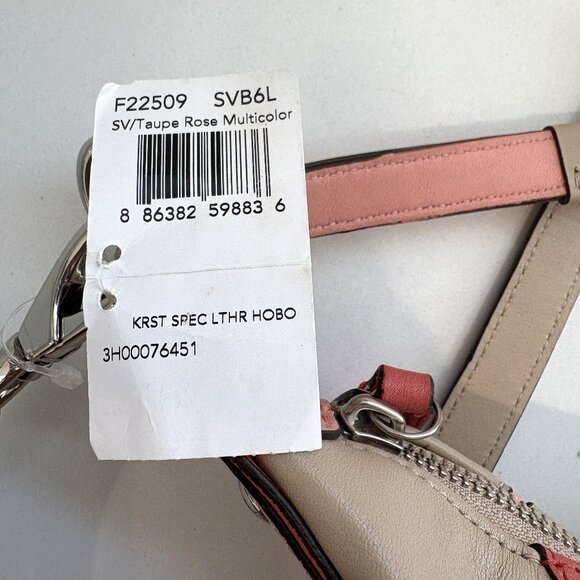 F22509 SVB6L
SV/Taupe Rose Multicolor
8 86382 59883 6
KRST SPEC LTHR HOBO
3H00076451